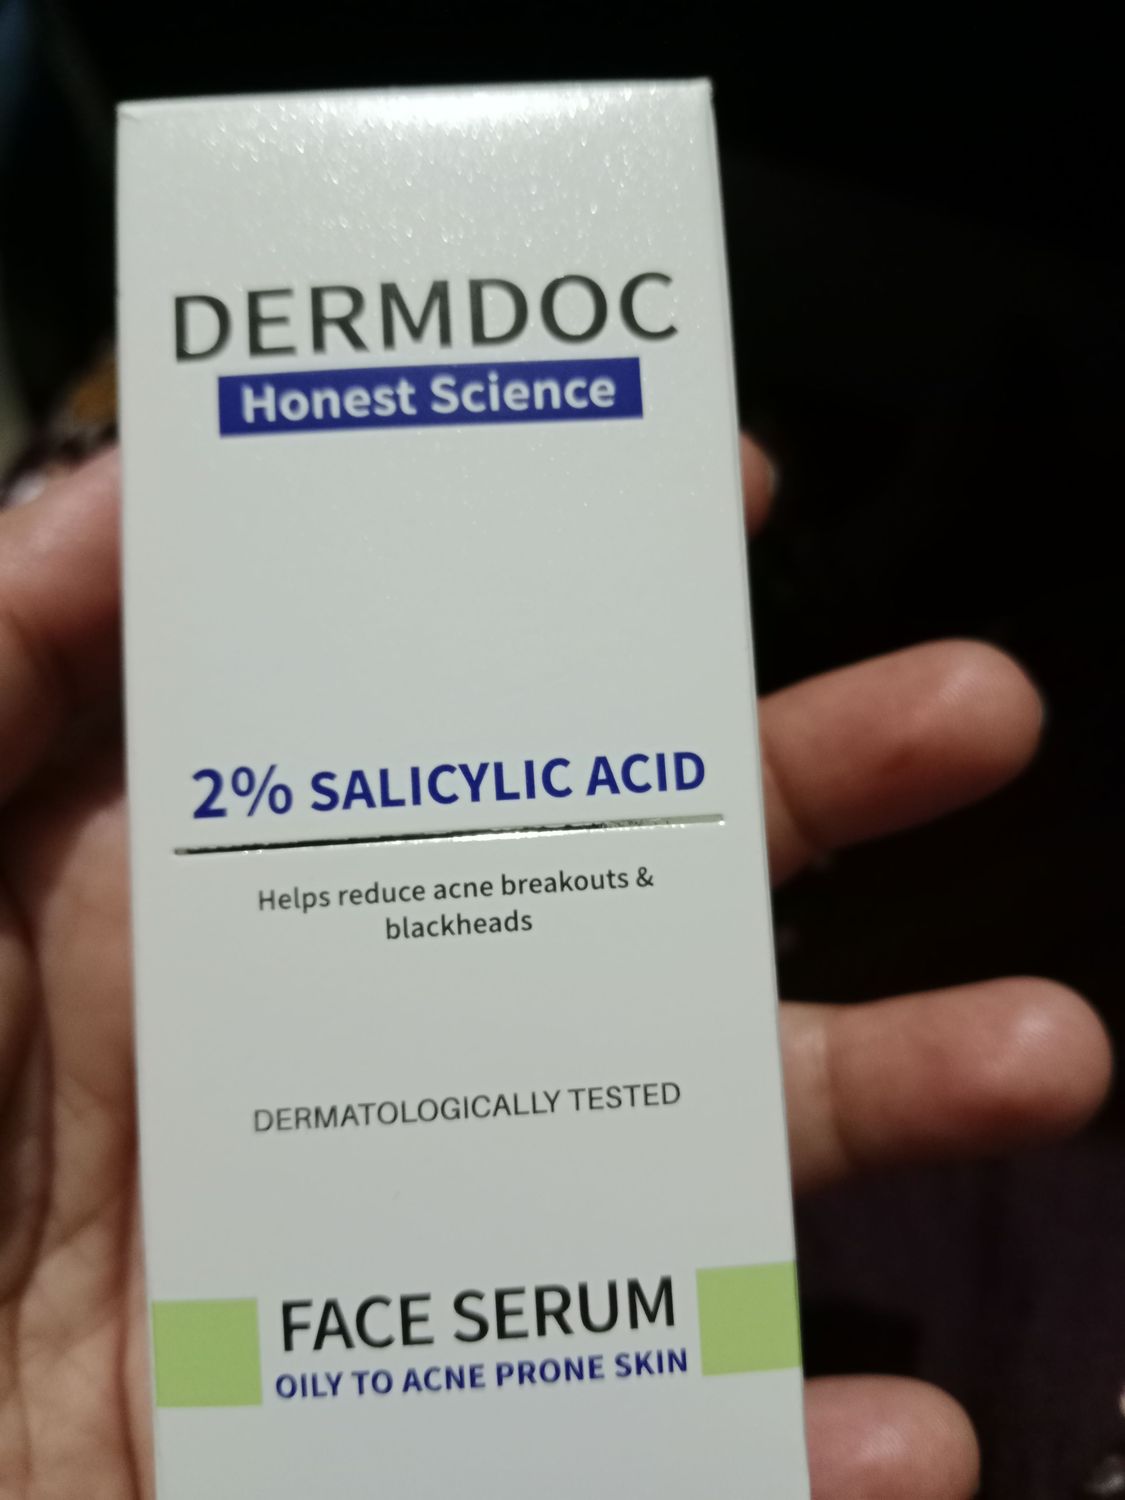 DERMDOC
Honest Science
2% SALICYLIC ACID
Helps reduce acne breakouts &
blackheads
DERMATOLOGICALLY TESTED
FACE SERUM
OILY TO ACNE PRONE SKIN